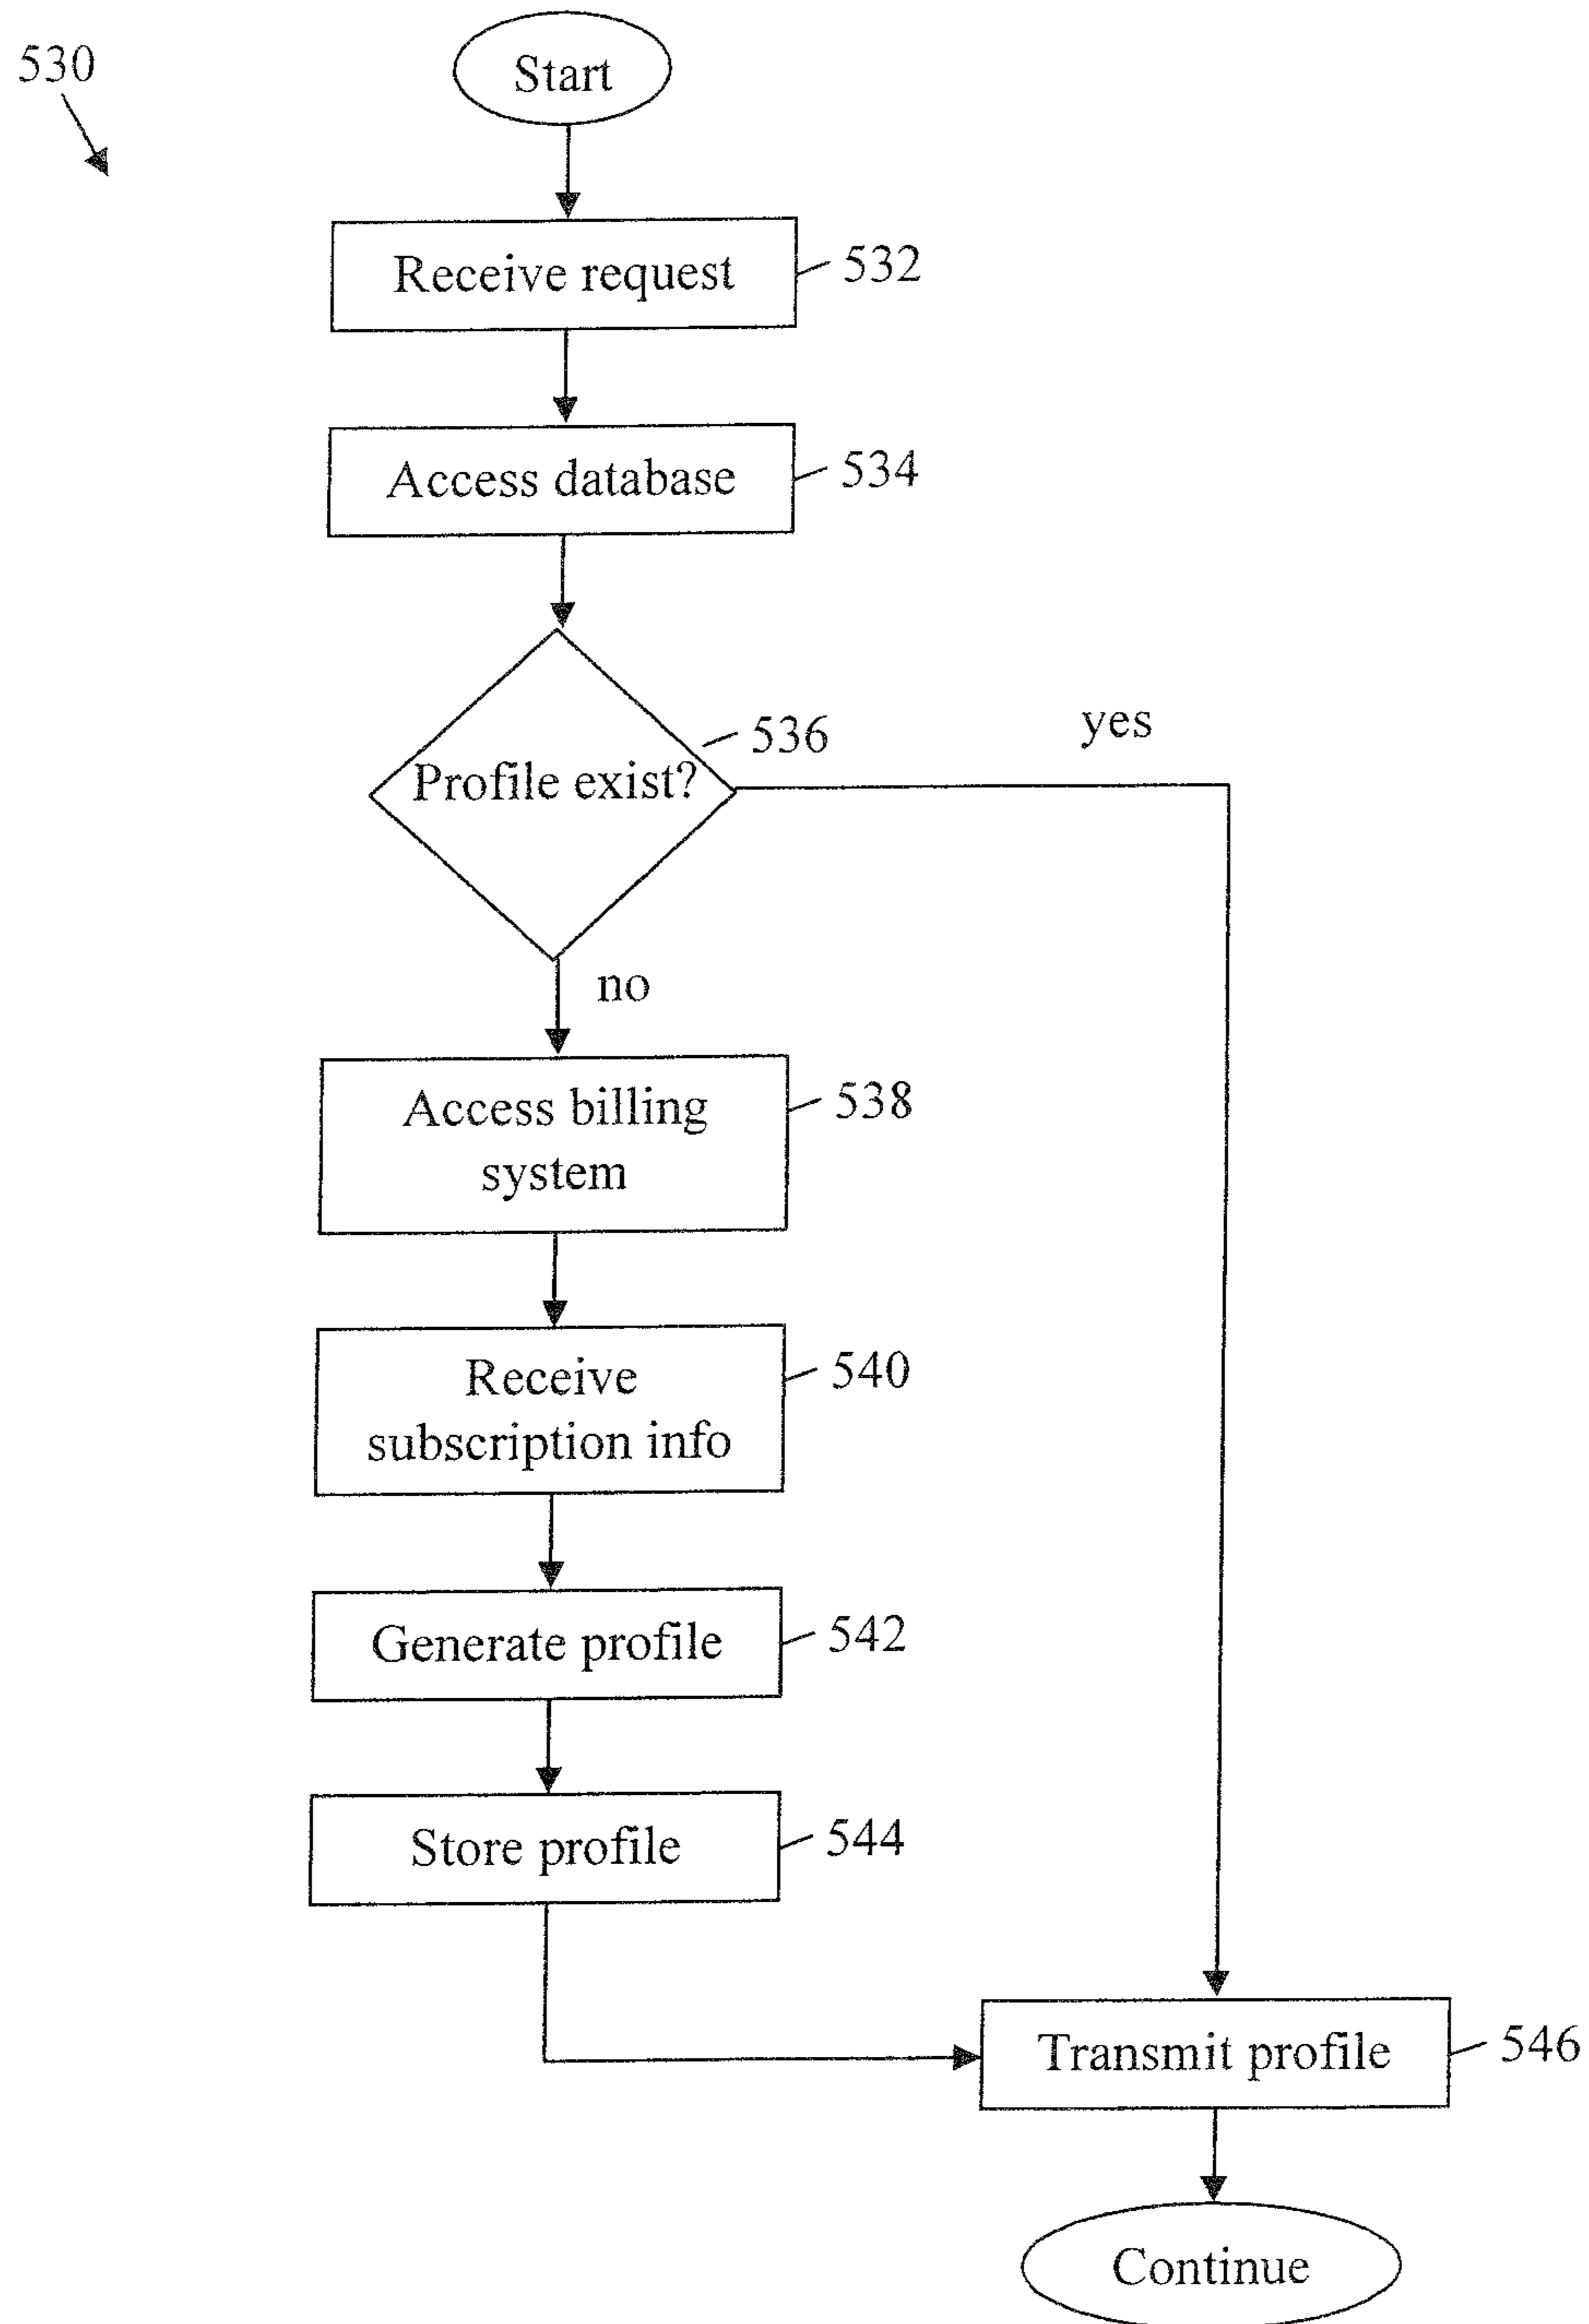 530
Start
Receive request
532
Access database
534
536
yes
Profile exist?
no
Access billing
system
538
Receive
subscription info
540
Generate profile
542
Store profile
544
Transmit profile
546
Continue